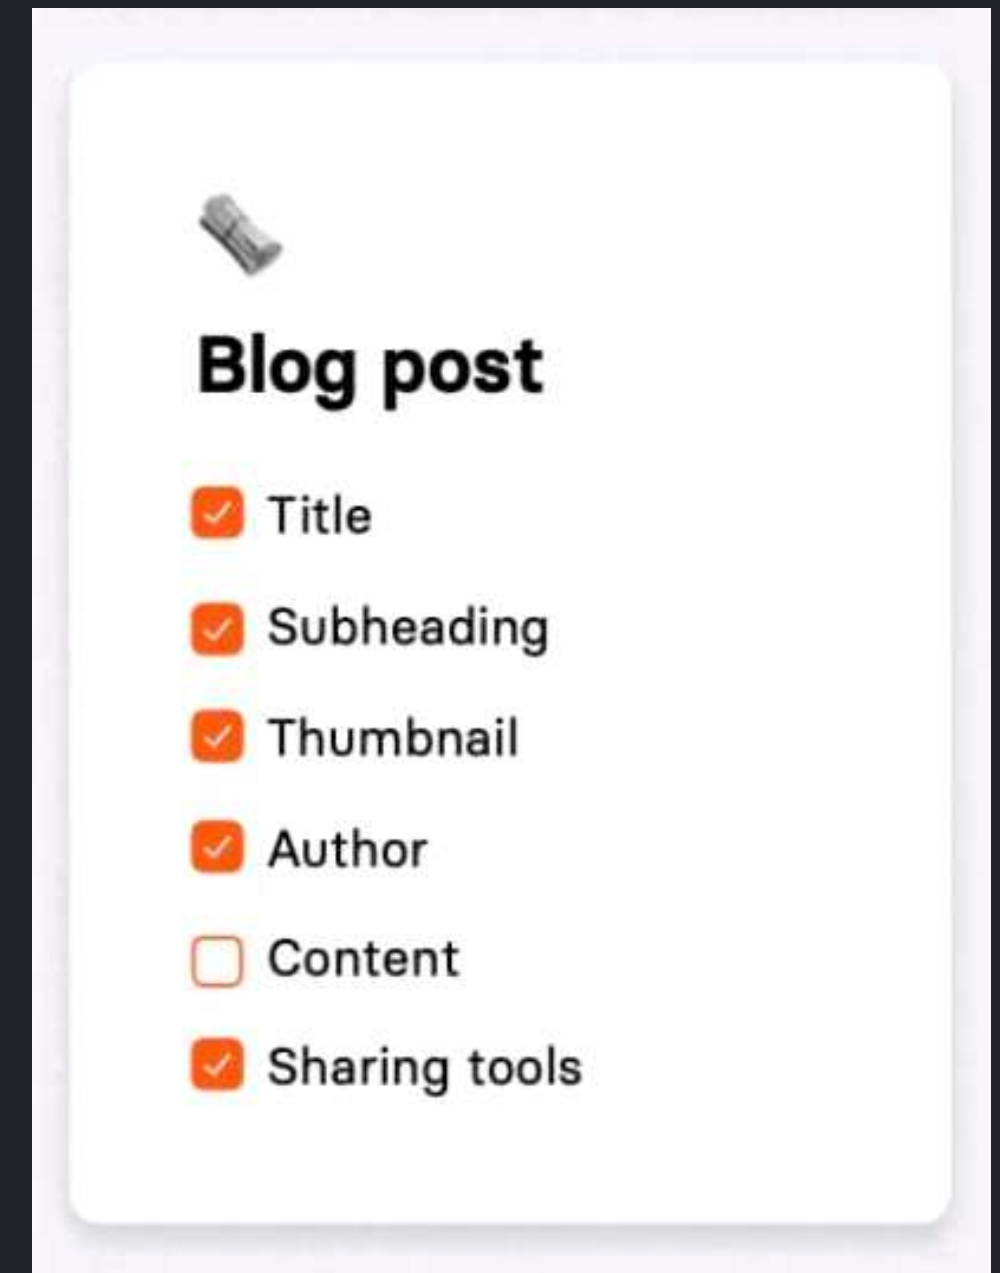 Blog post
Title
Subheading
Thumbnail
Author
Content
Sharing tools